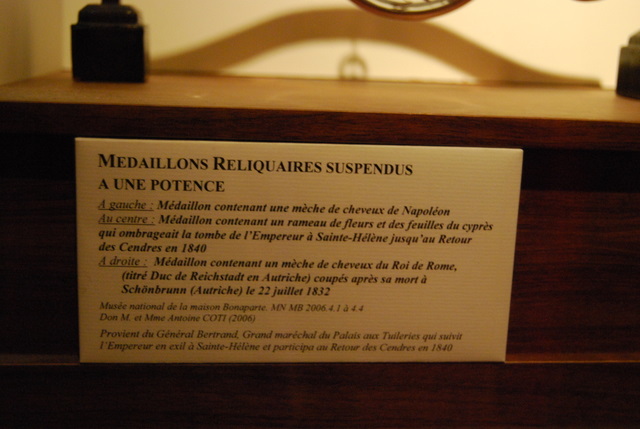 MEDAILLONS RELIQUAIRES SUSPENDUS
A UNE POTENCE
A gauche : Médaillon contenant une mèche de cheveux de Napoléon
Au centre : Médaillon contenant un rameau de fleurs et des feuilles du cyprès
qui ombrageait la tombe de l'Empereur à Sainte-Hélène jusqu'au Retour
des Cendres en 1840
A droite : Médaillon contenant un mèche de cheveux du Roi de Rome,
(titré Duc de Reichstadt en Autriche) coupés après sa mort à
Schönbrunn (Autriche) le 22 juillet 1832
Musée national de la maison Bonaparte. MN MB 2006.4.1 à 4.4
Don M. et Mme Antoine COTI (2006)
Provient du Général Bertrand, Grand maréchal du Palais aux Tuileries qui suivit
l'Empereur en exil à Sainte-Hélène et participa au Retour des Cendres en 1840